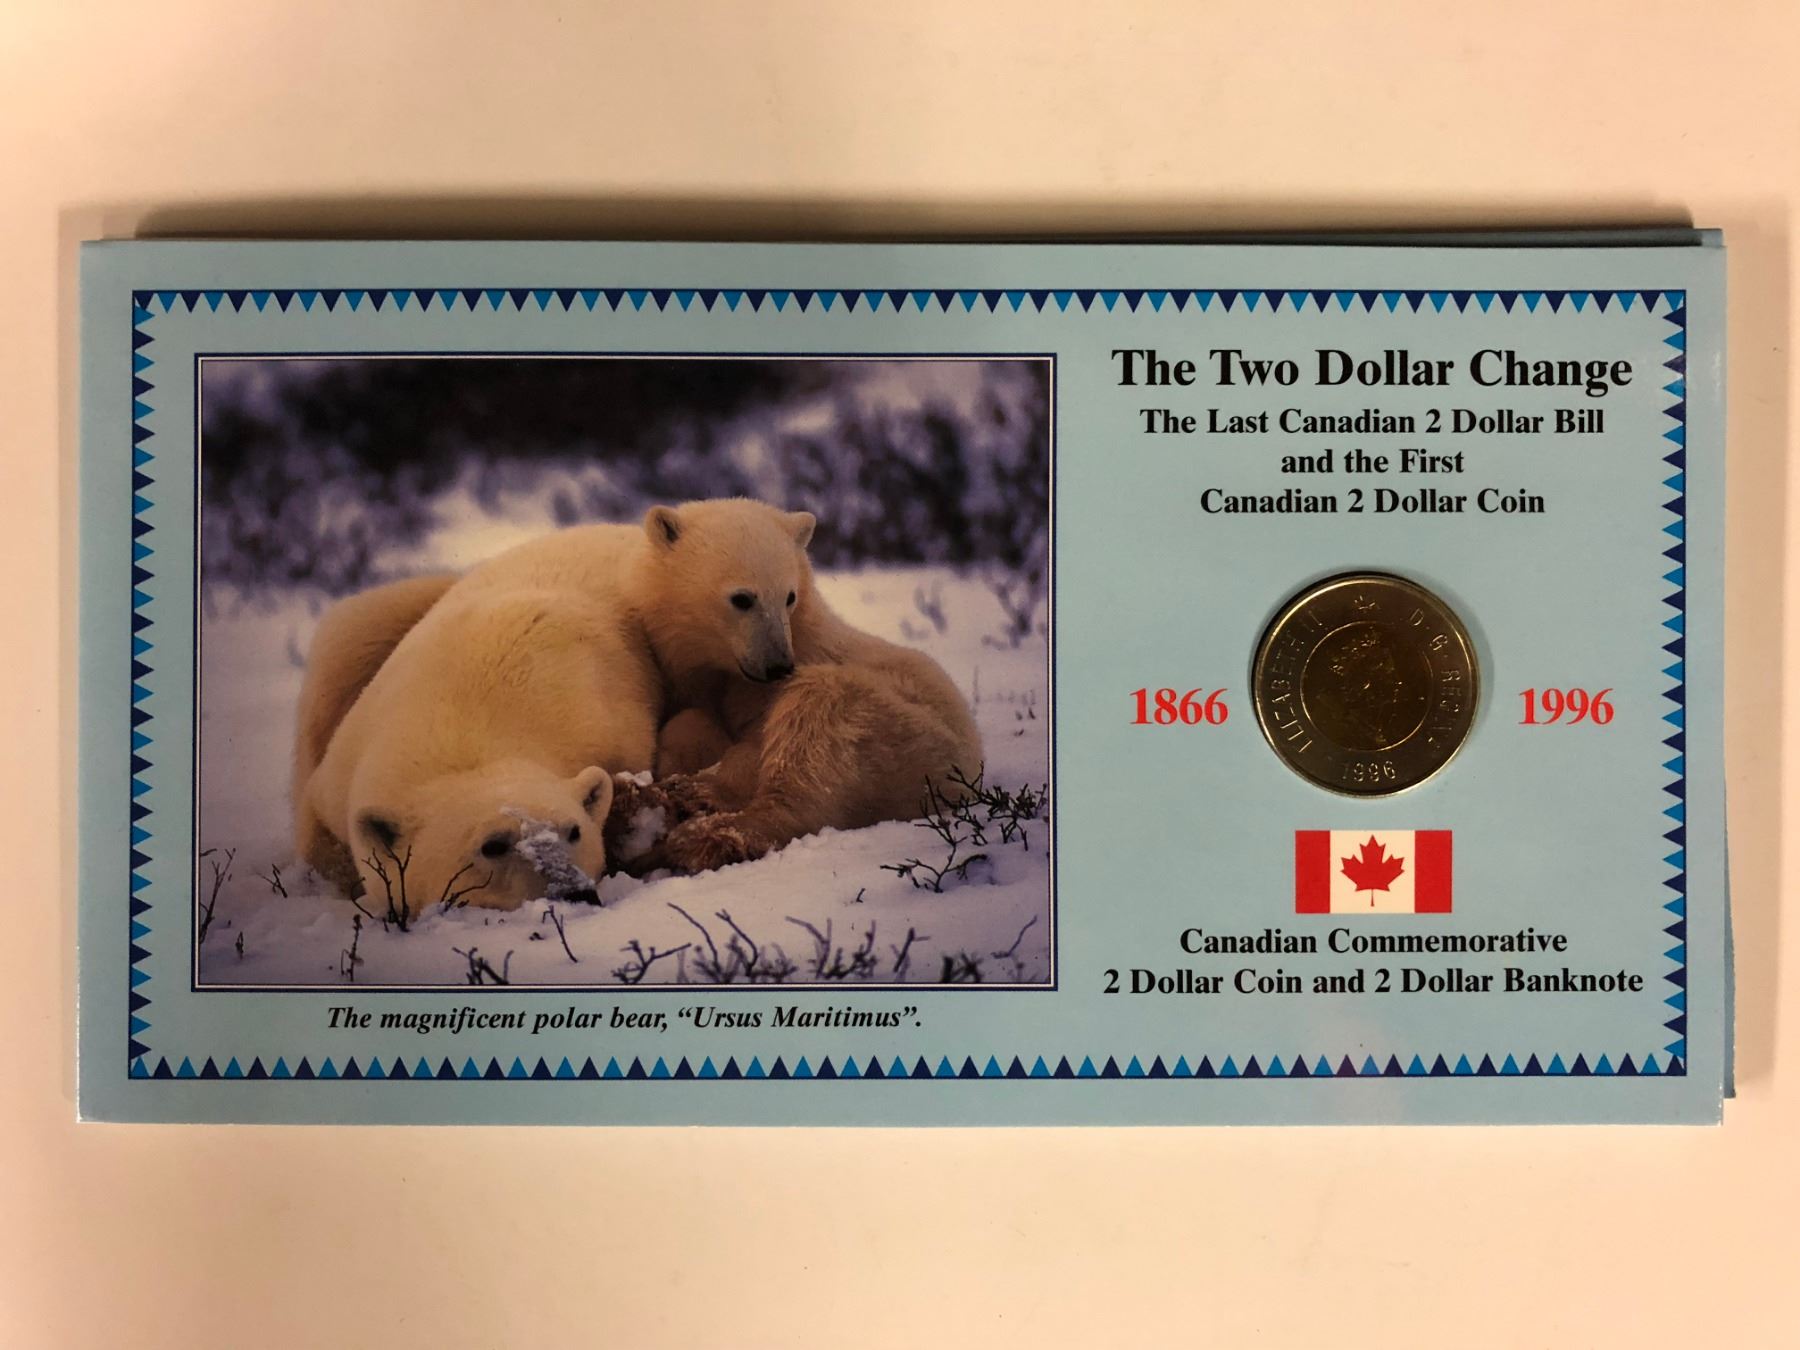 The Two Dollar Change
The Last Canadian 2 Dollar Bill
and the First
Canadian 2 Dollar Coin
ELIZABETH II D·G·REGINA
1996
1866
1996
Canadian Commemorative
2 Dollar Coin and 2 Dollar Banknote
The magnificent polar bear, “Ursus Maritimus”.